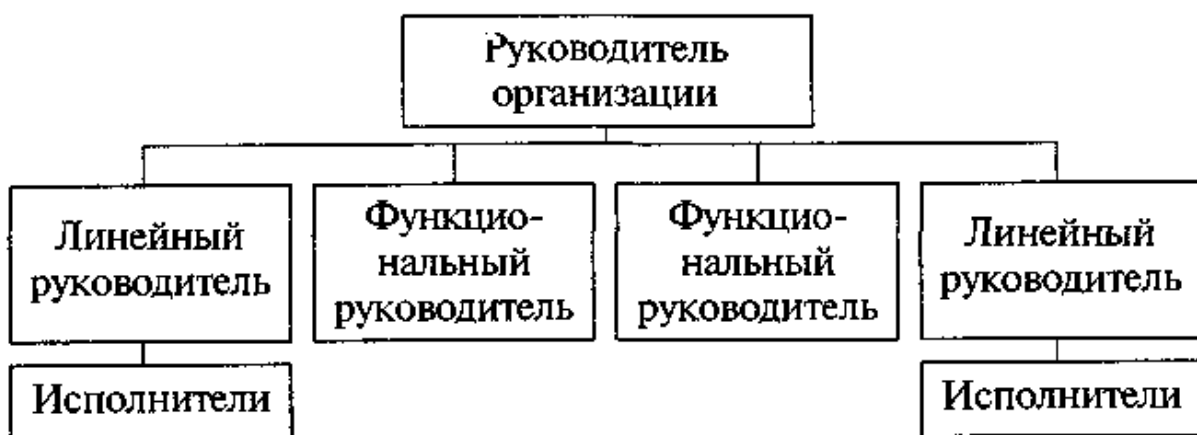 Руководитель
организации
Линейный
руководитель
Функцио-
нальный
руководитель
Функцио-
нальный
руководитель
Линейный
руководитель
Исполнители
Исполнители